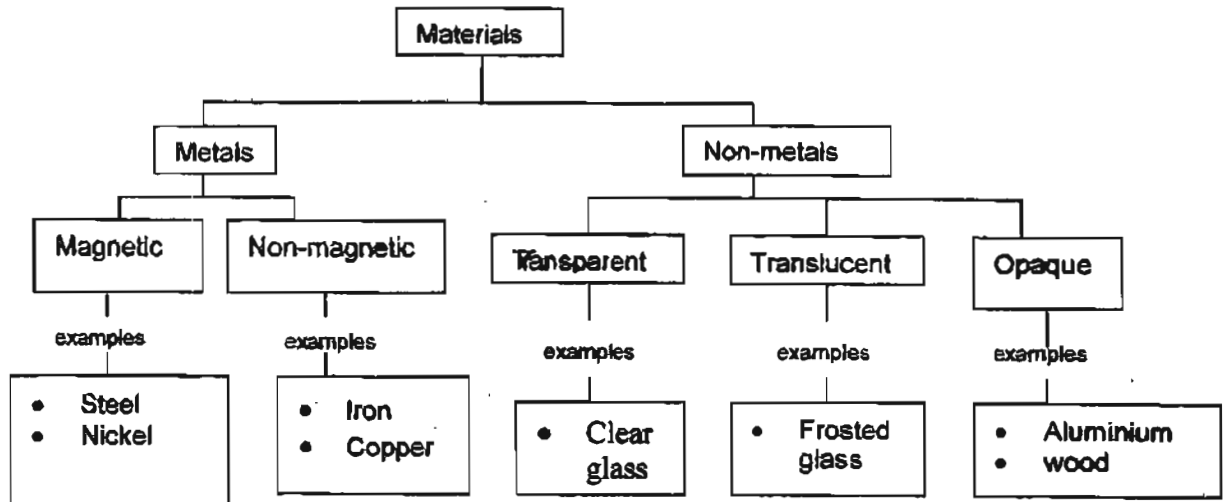 Materials
Metals
Non-metals
Magnetic
Non-magnetic
Transparent
Translucent
Opaque
examples
examples
examples
examples
examples
• Steel
• Nickel
• Iron
• Copper
• Clear
glass
• Frosted
glass
• Aluminium
• wood